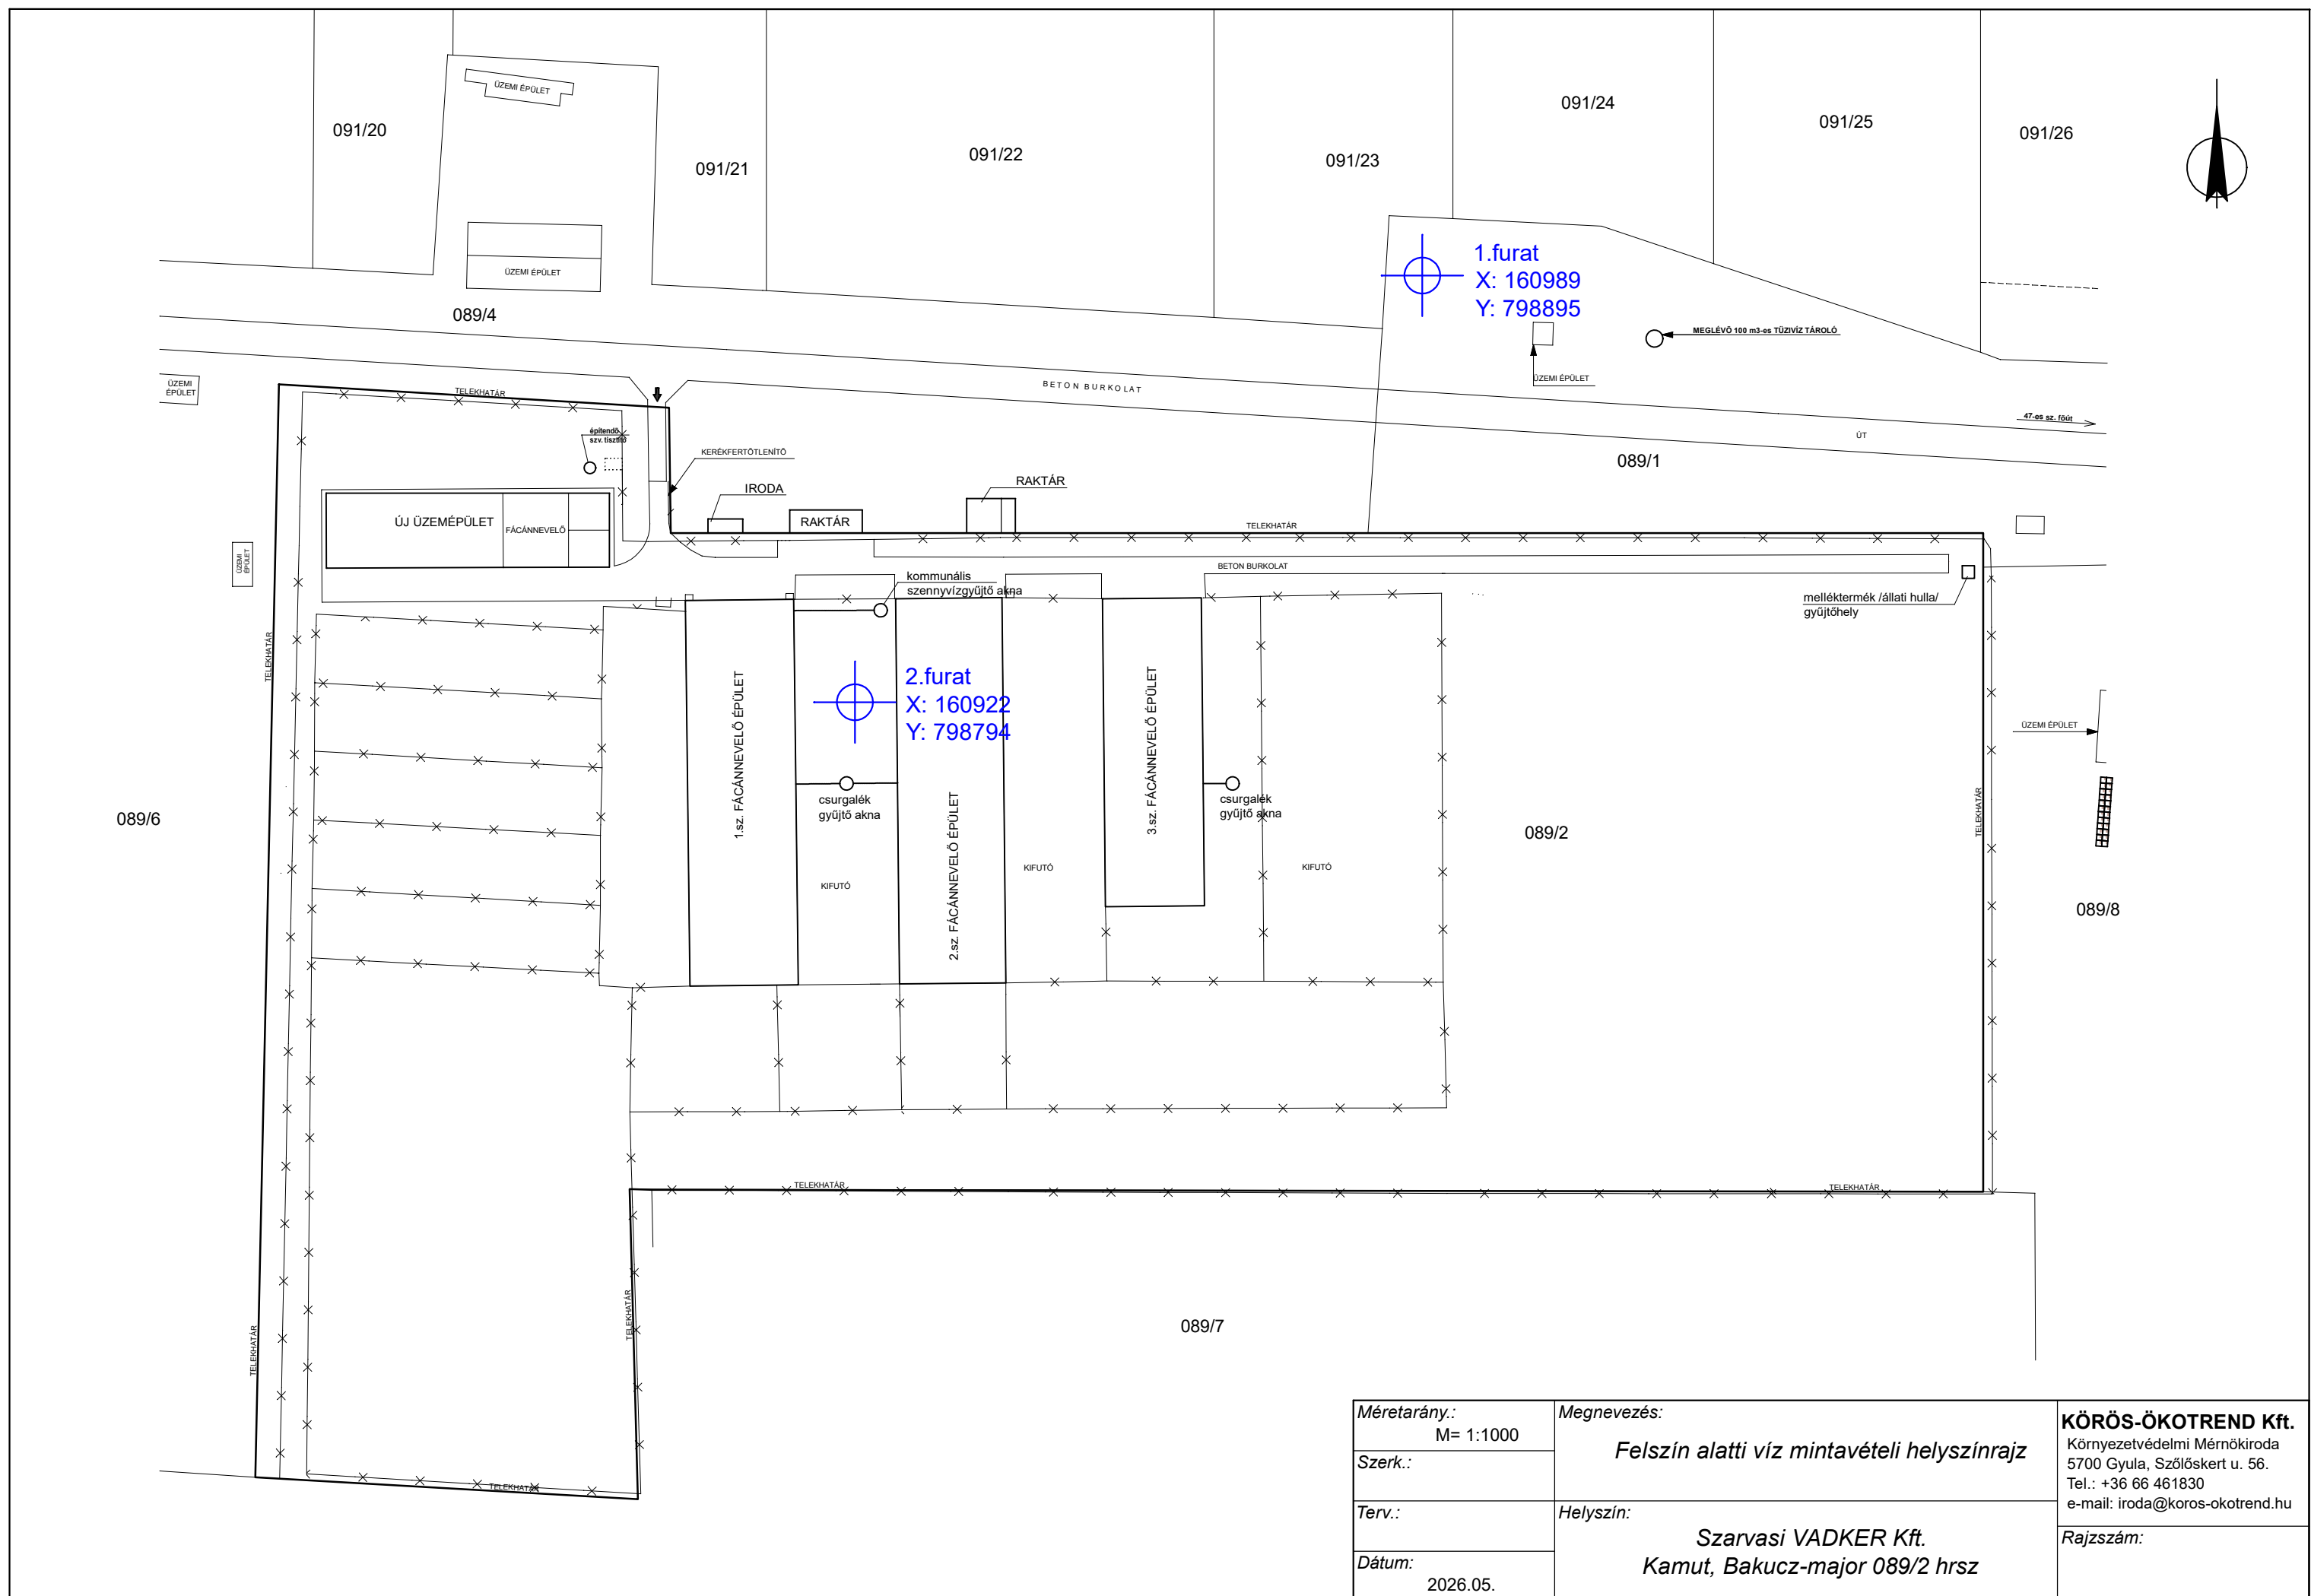 ÜZEMI ÉPÜLET
091/20
091/21
091/22
091/23
091/24
091/25
091/26
ÜZEMI ÉPÜLET
089/4
1.furat
X: 160989
Y: 798895
MEGLÉVŐ 100 m3-es TŰZIVÍZ TÁROLÓ
ÜZEMI ÉPÜLET
BETON BURKOLAT
47-es sz. főút
ÚT
089/1
ÜZEMI
ÉPÜLET
TELEKHATÁR
építendő
szv. tisztító
KERÉKFERTŐTLENÍTŐ
IRODA
RAKTÁR
RAKTÁR
TELEKHATÁR
ÚJ ÜZEMÉPÜLET
FÁCÁNNEVELŐ
ÜZEMI
ÉPÜLET
BETON BURKOLAT
kommunális
szennyvízgyűjtő akna
melléktermék /állati hulla/
gyűjtőhely
TELEKHATÁR
1.sz. FÁCÁNNEVELŐ ÉPÜLET
2.furat
X: 160922
Y: 798794
2.sz. FÁCÁNNEVELŐ ÉPÜLET
3.sz. FÁCÁNNEVELŐ ÉPÜLET
csurgalék
gyűjtő akna
csurgalék
gyűjtő akna
ÜZEMI ÉPÜLET
089/6
089/2
TELEKHATÁR
KIFUTÓ
KIFUTÓ
KIFUTÓ
089/8
TELEKHATÁR
TELEKHATÁR
TELEKHATÁR
TELEKHATÁR
089/7
TELEKHATÁR
Méretarány.:
M= 1:1000
Szerk.:
Terv.:
Dátum:
2026.05.
Megnevezés:
Felszín alatti víz mintavételi helyszínrajz
Helyszín:
Szarvasi VADKER Kft.
Kamut, Bakucz-major 089/2 hrsz
KÖRÖS-ÖKOTREND Kft.
Környezetvédelmi Mérnökiroda
5700 Gyula, Szőlőskert u. 56.
Tel.: +36 66 461830
e-mail: iroda@koros-okotrend.hu
Rajzszám: